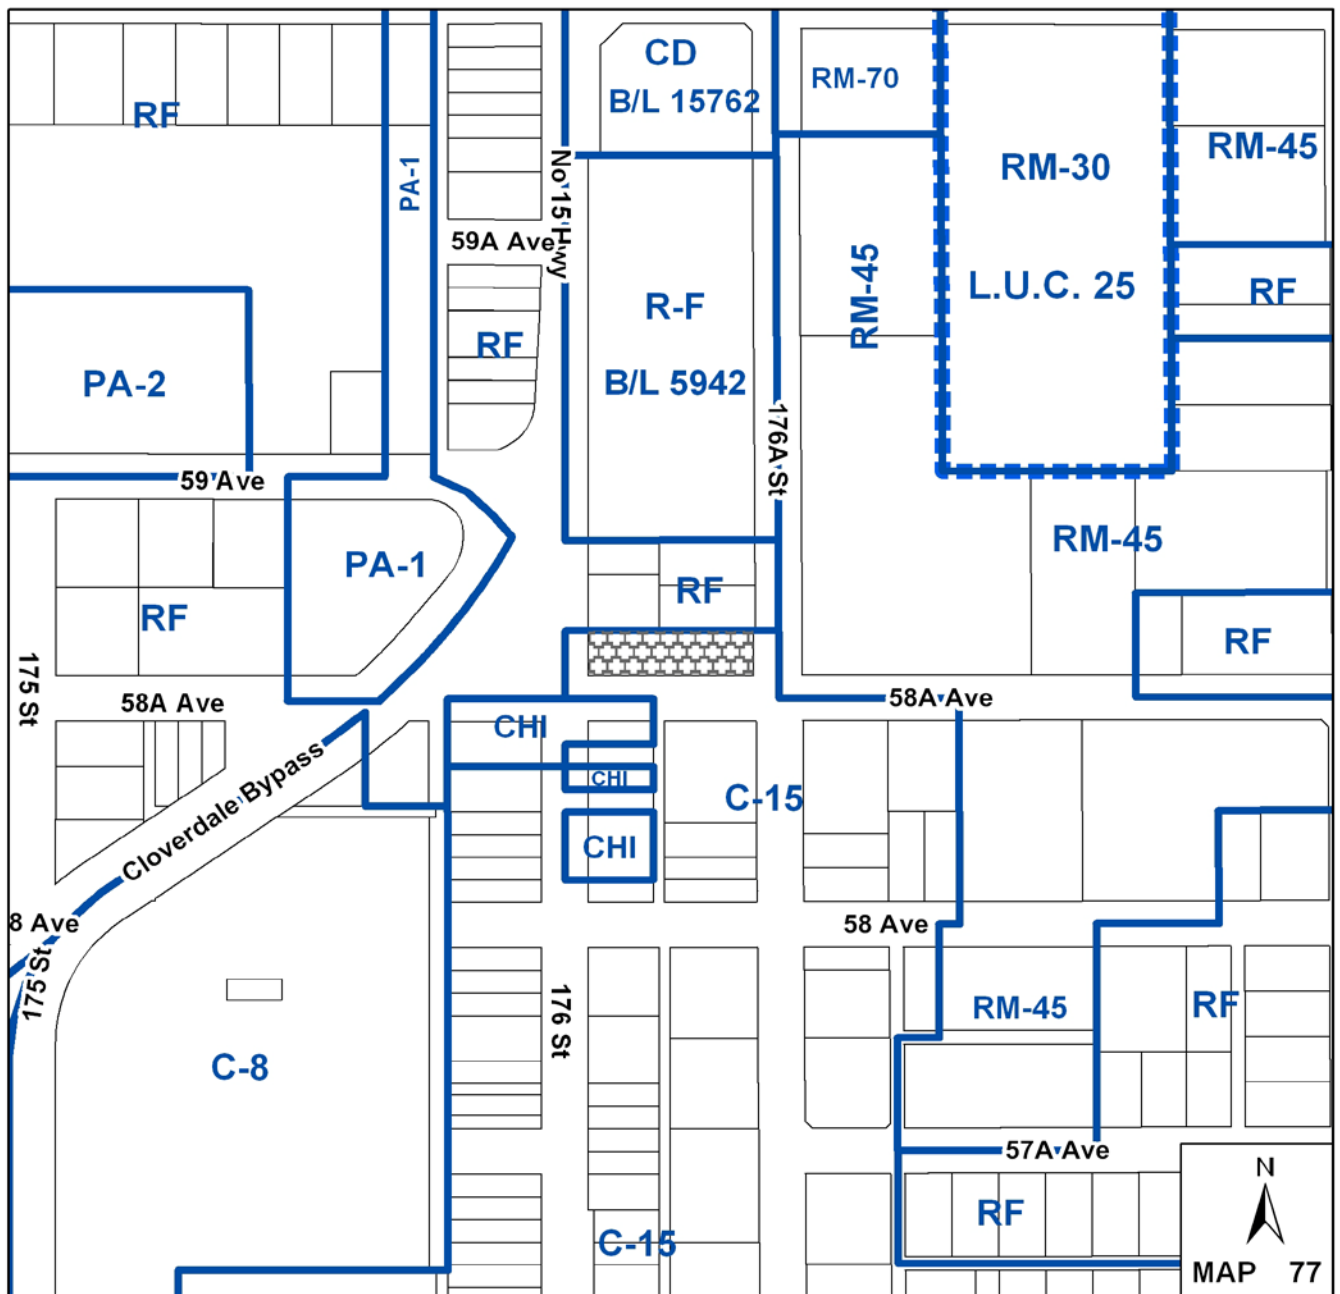 CD
RM-70
B/L 15762
RF
RM-45
PA-1
RM-30
No 15 Hwy
59A Ave
L.U.C. 25
RF
RM-45
R-F
RF
PA-2
B/L 5942
176A St
59 Ave
RM-45
PA-1
RF
RF
RF
175 St
58A Ave
58A Ave
CHI
CHI
C-15
Cloverdale Bypass
CHI
8 Ave
58 Ave
175 St
RM-45
RF
176 St
C-8
57A Ave
N
RF
C-15
MAP 77